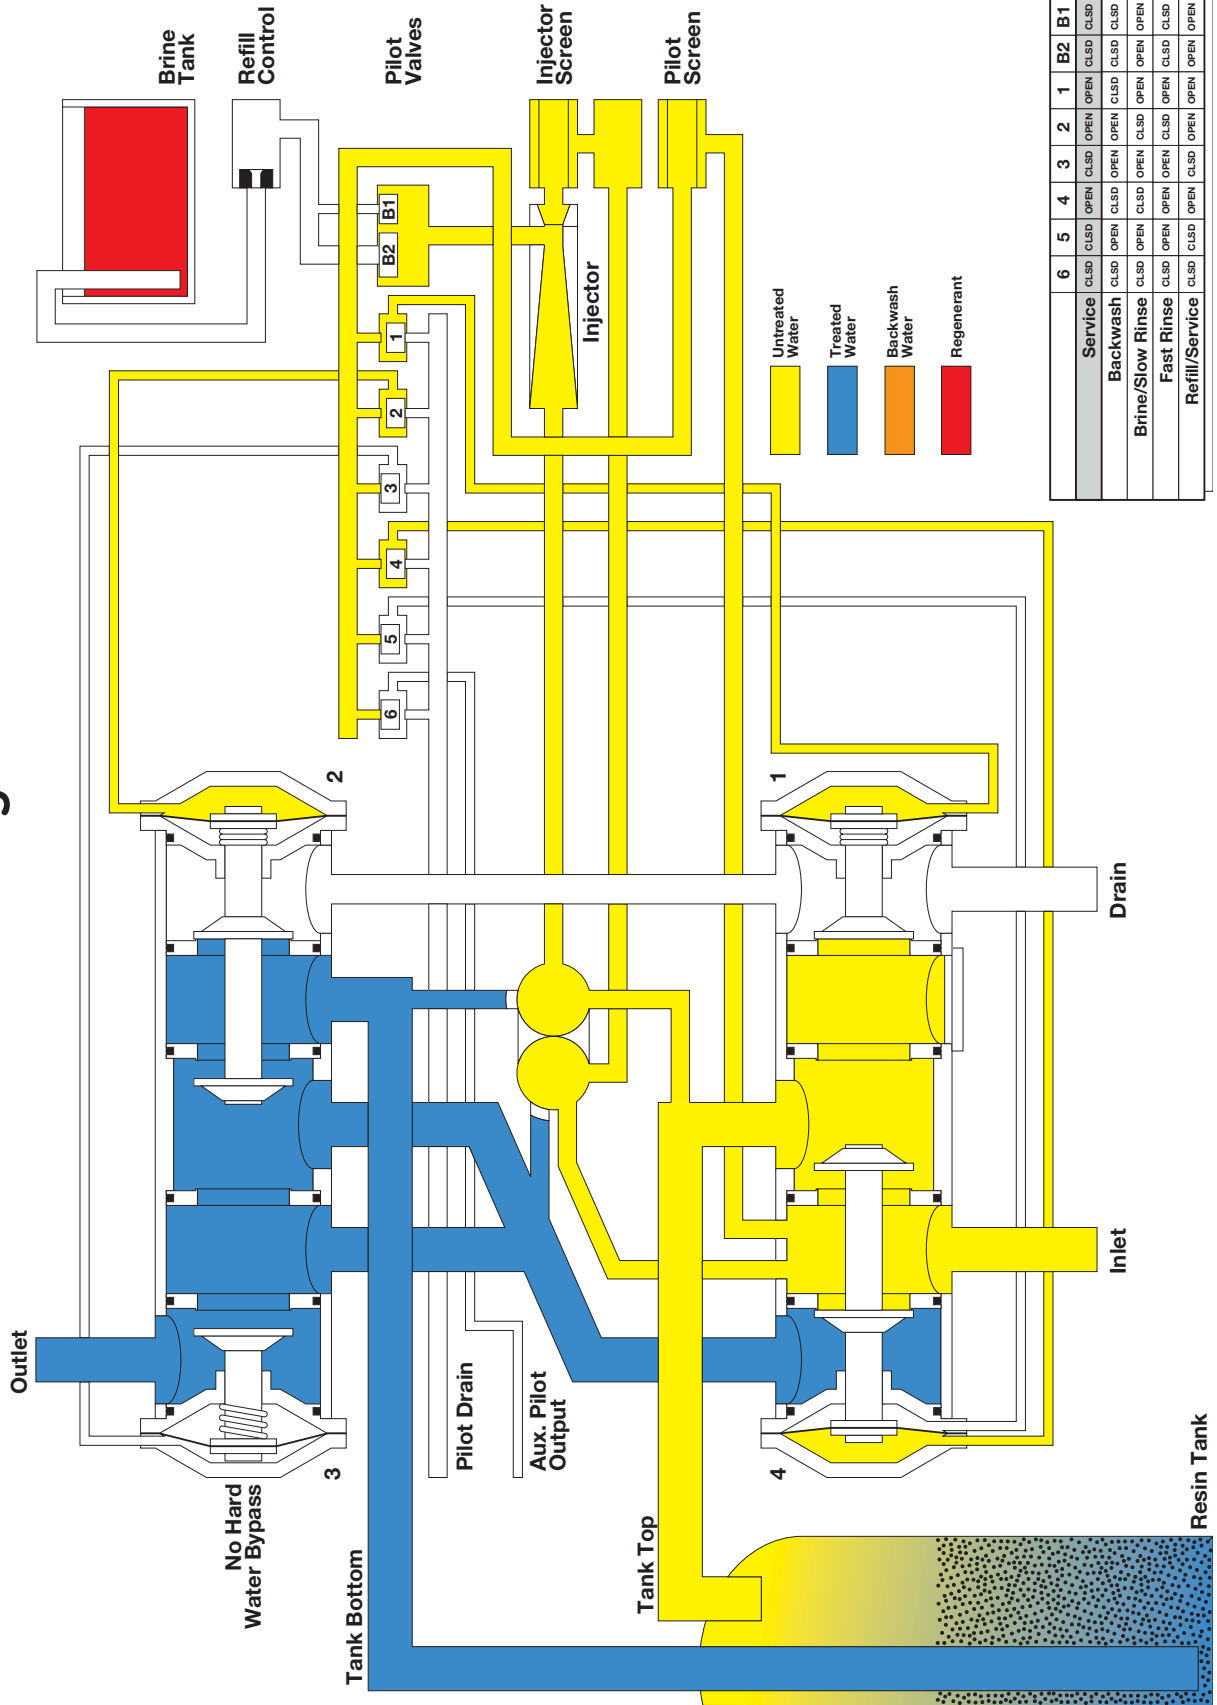 Outlet
No Hard
Water Bypass
3
2
Brine
Tank
Refill
Control
Pilot
Valves
6
5
4
3
2
1
B2
B1
Tank Bottom
Pilot Drain
Aux. Pilot
Output
Injector
Injector
Screen
Pilot
Screen
Tank Top
4
1
Inlet
Drain
Resin Tank
Untreated
Water
Treated
Water
Backwash
Water
Regenerant
6 5 4 3 2 1 B2 B1
Service CLSD CLSD OPEN CLSD OPEN OPEN CLSD CLSD
Backwash CLSD OPEN CLSD OPEN OPEN CLSD CLSD CLSD
Brine/Slow Rinse CLSD OPEN CLSD OPEN CLSD CLSD OPEN OPEN
Fast Rinse CLSD OPEN OPEN OPEN CLSD OPEN CLSD CLSD
Refill/Service CLSD CLSD OPEN CLSD OPEN OPEN OPEN OPEN